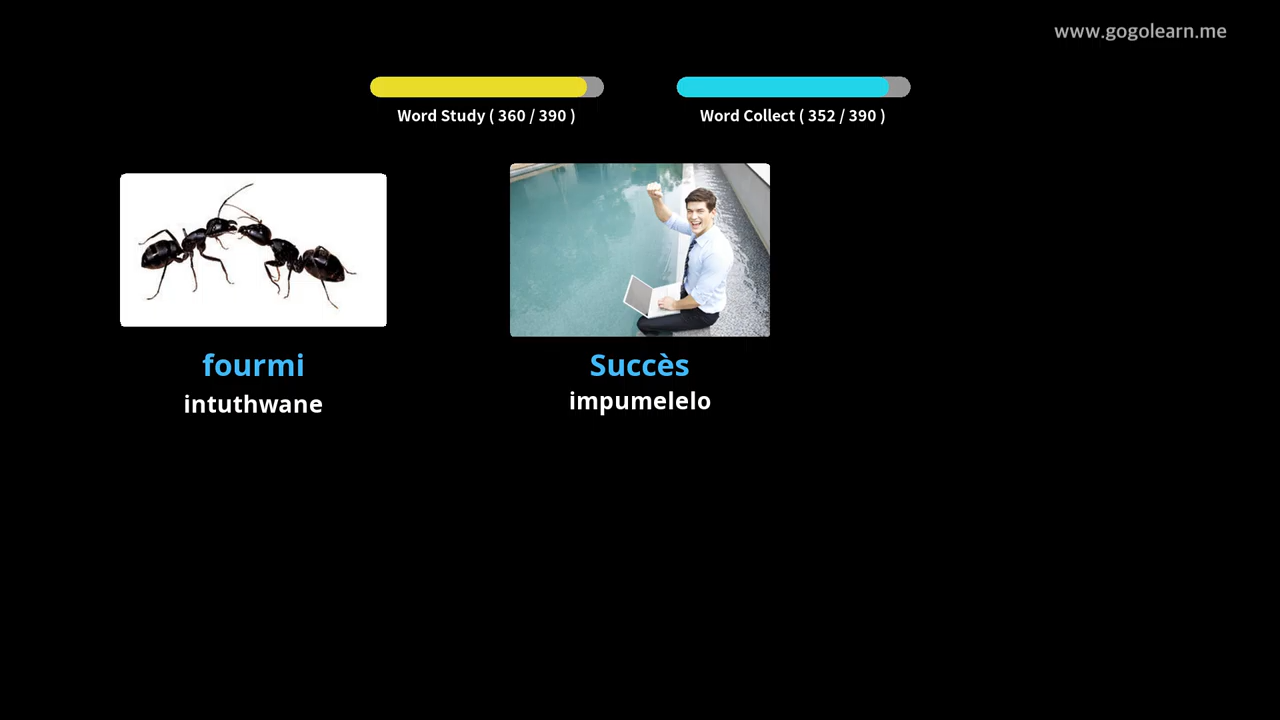 www.gogolearn.me
Word Study ( 360 / 390 )
Word Collect ( 352 / 390 )
fourmi
intuthwane
Succès
impumelelo